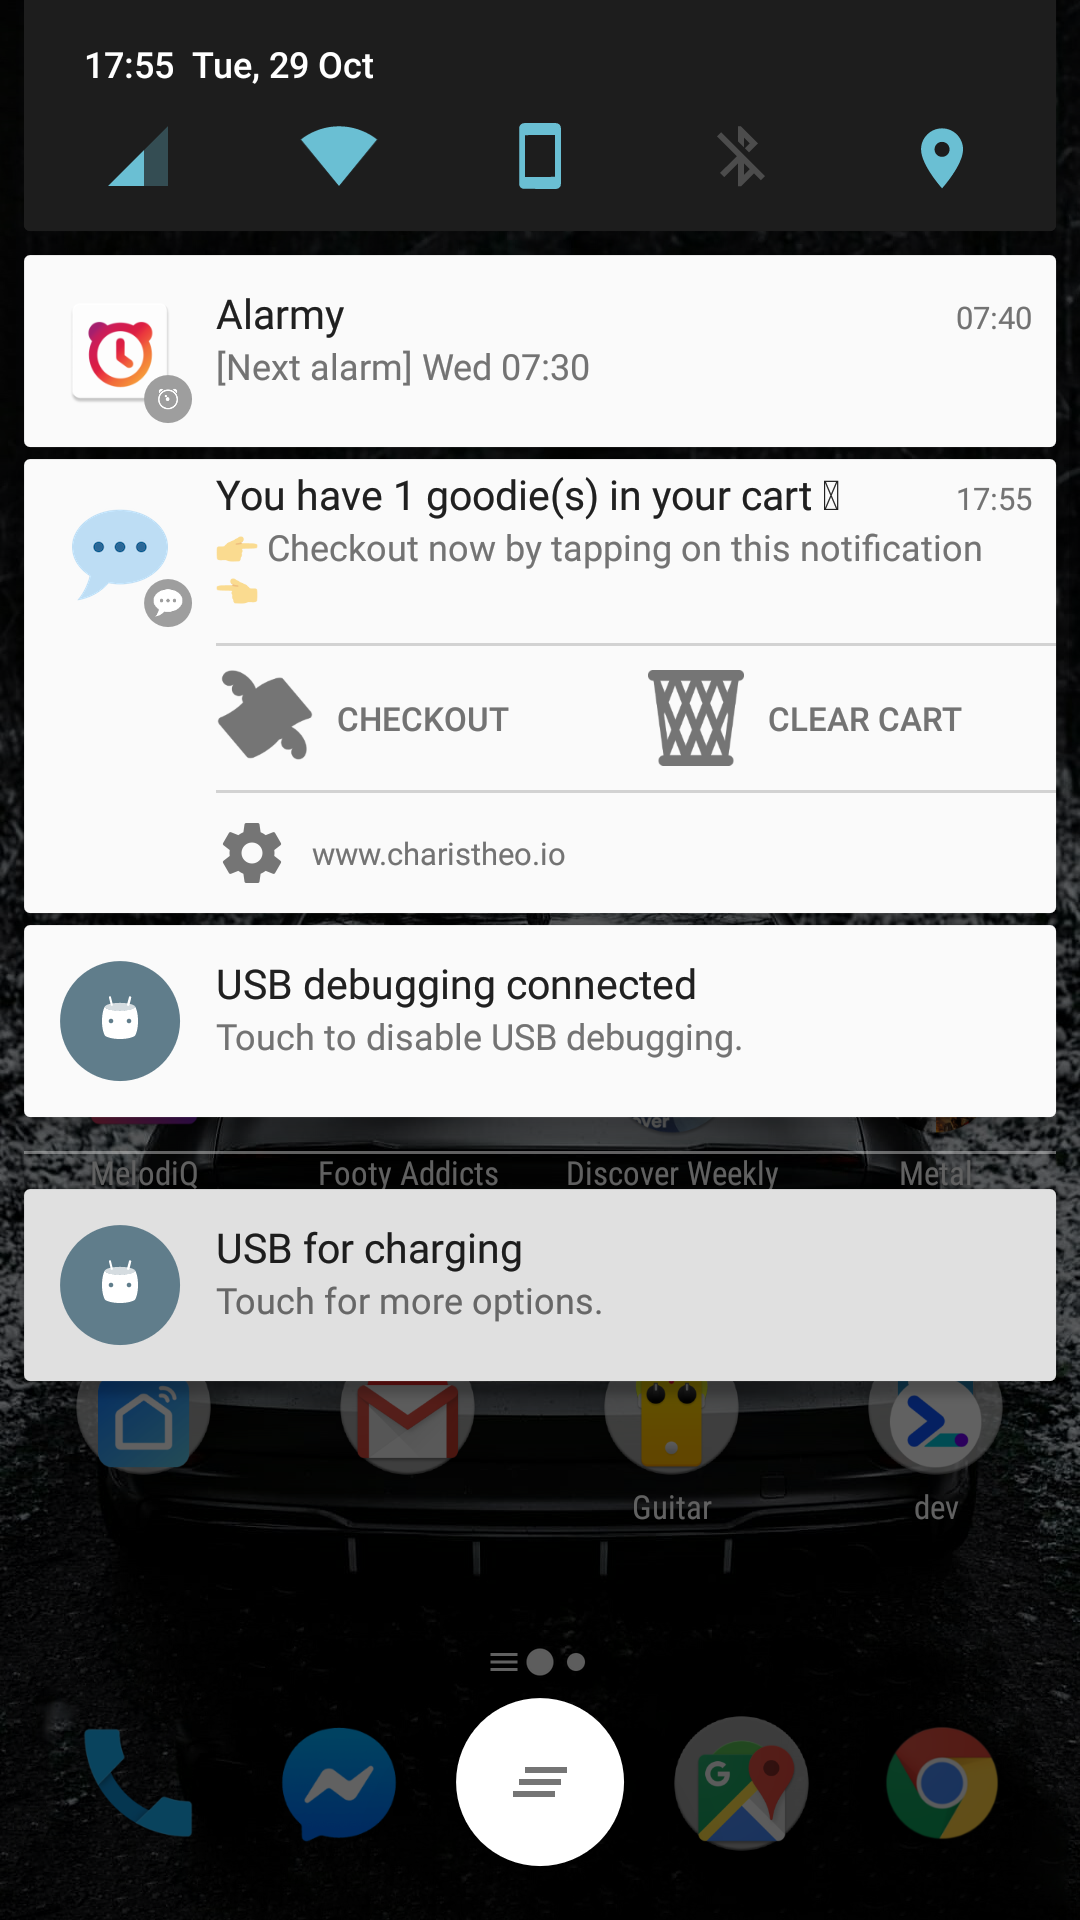 17:55 Tue, 29 Oct
Alarmy
07:40
[Next alarm] Wed 07:30
You have 1 goodie(s) in your cart
17:55
👉 Checkout now by tapping on this notification
👈
CHECKOUT
CLEAR CART
www.charistheo.io
USB debugging connected
Touch to disable USB debugging.
MelodiQ
Footy Addicts
Discover Weekly
Metal
USB for charging
Touch for more options.
Guitar
dev